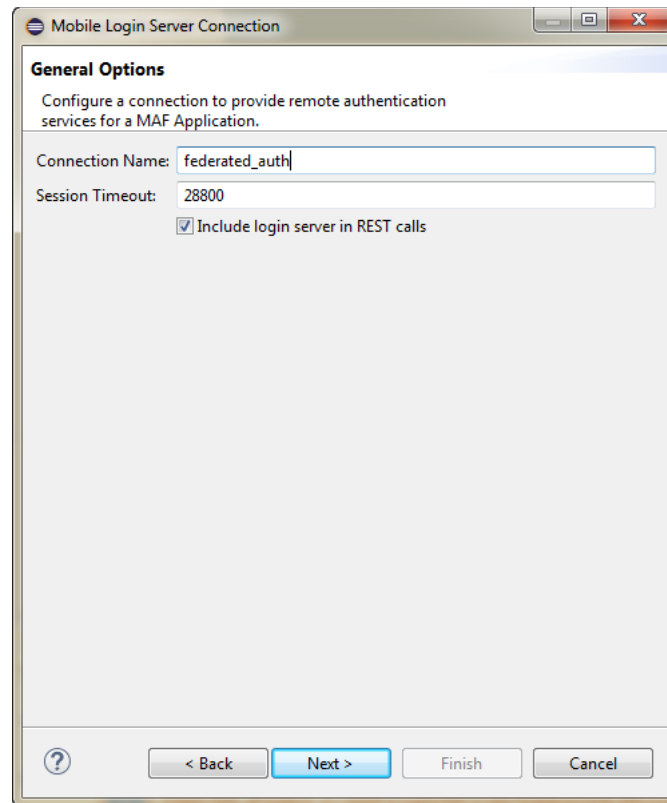 Mobile Login Server Connection
General Options
Configure a connection to provide remote authentication
services for a MAF Application.
Connection Name: federated_auth
Session Timeout: 28800
Include login server in REST calls
? < Back Next > Finish Cancel